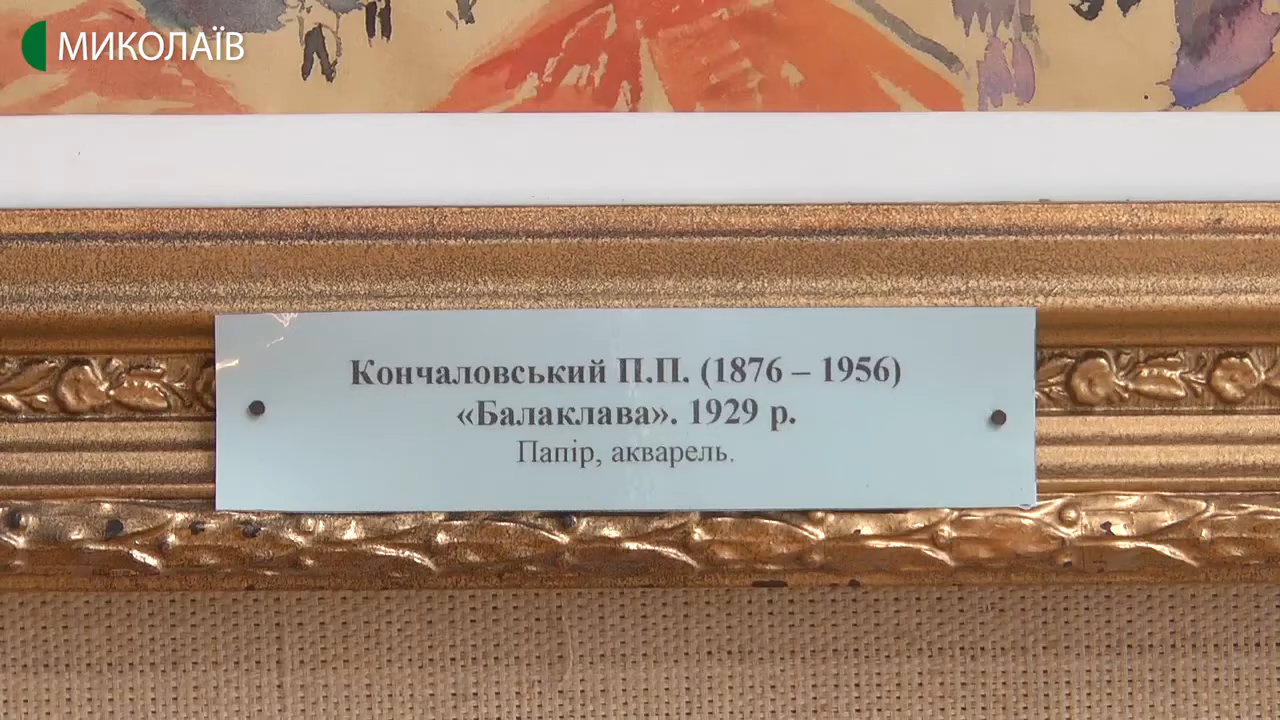 МИКОЛАЇВ
Кончаловський П.П. (1876 – 1956)
«Балаклава». 1929 р.
Папір, акварель.